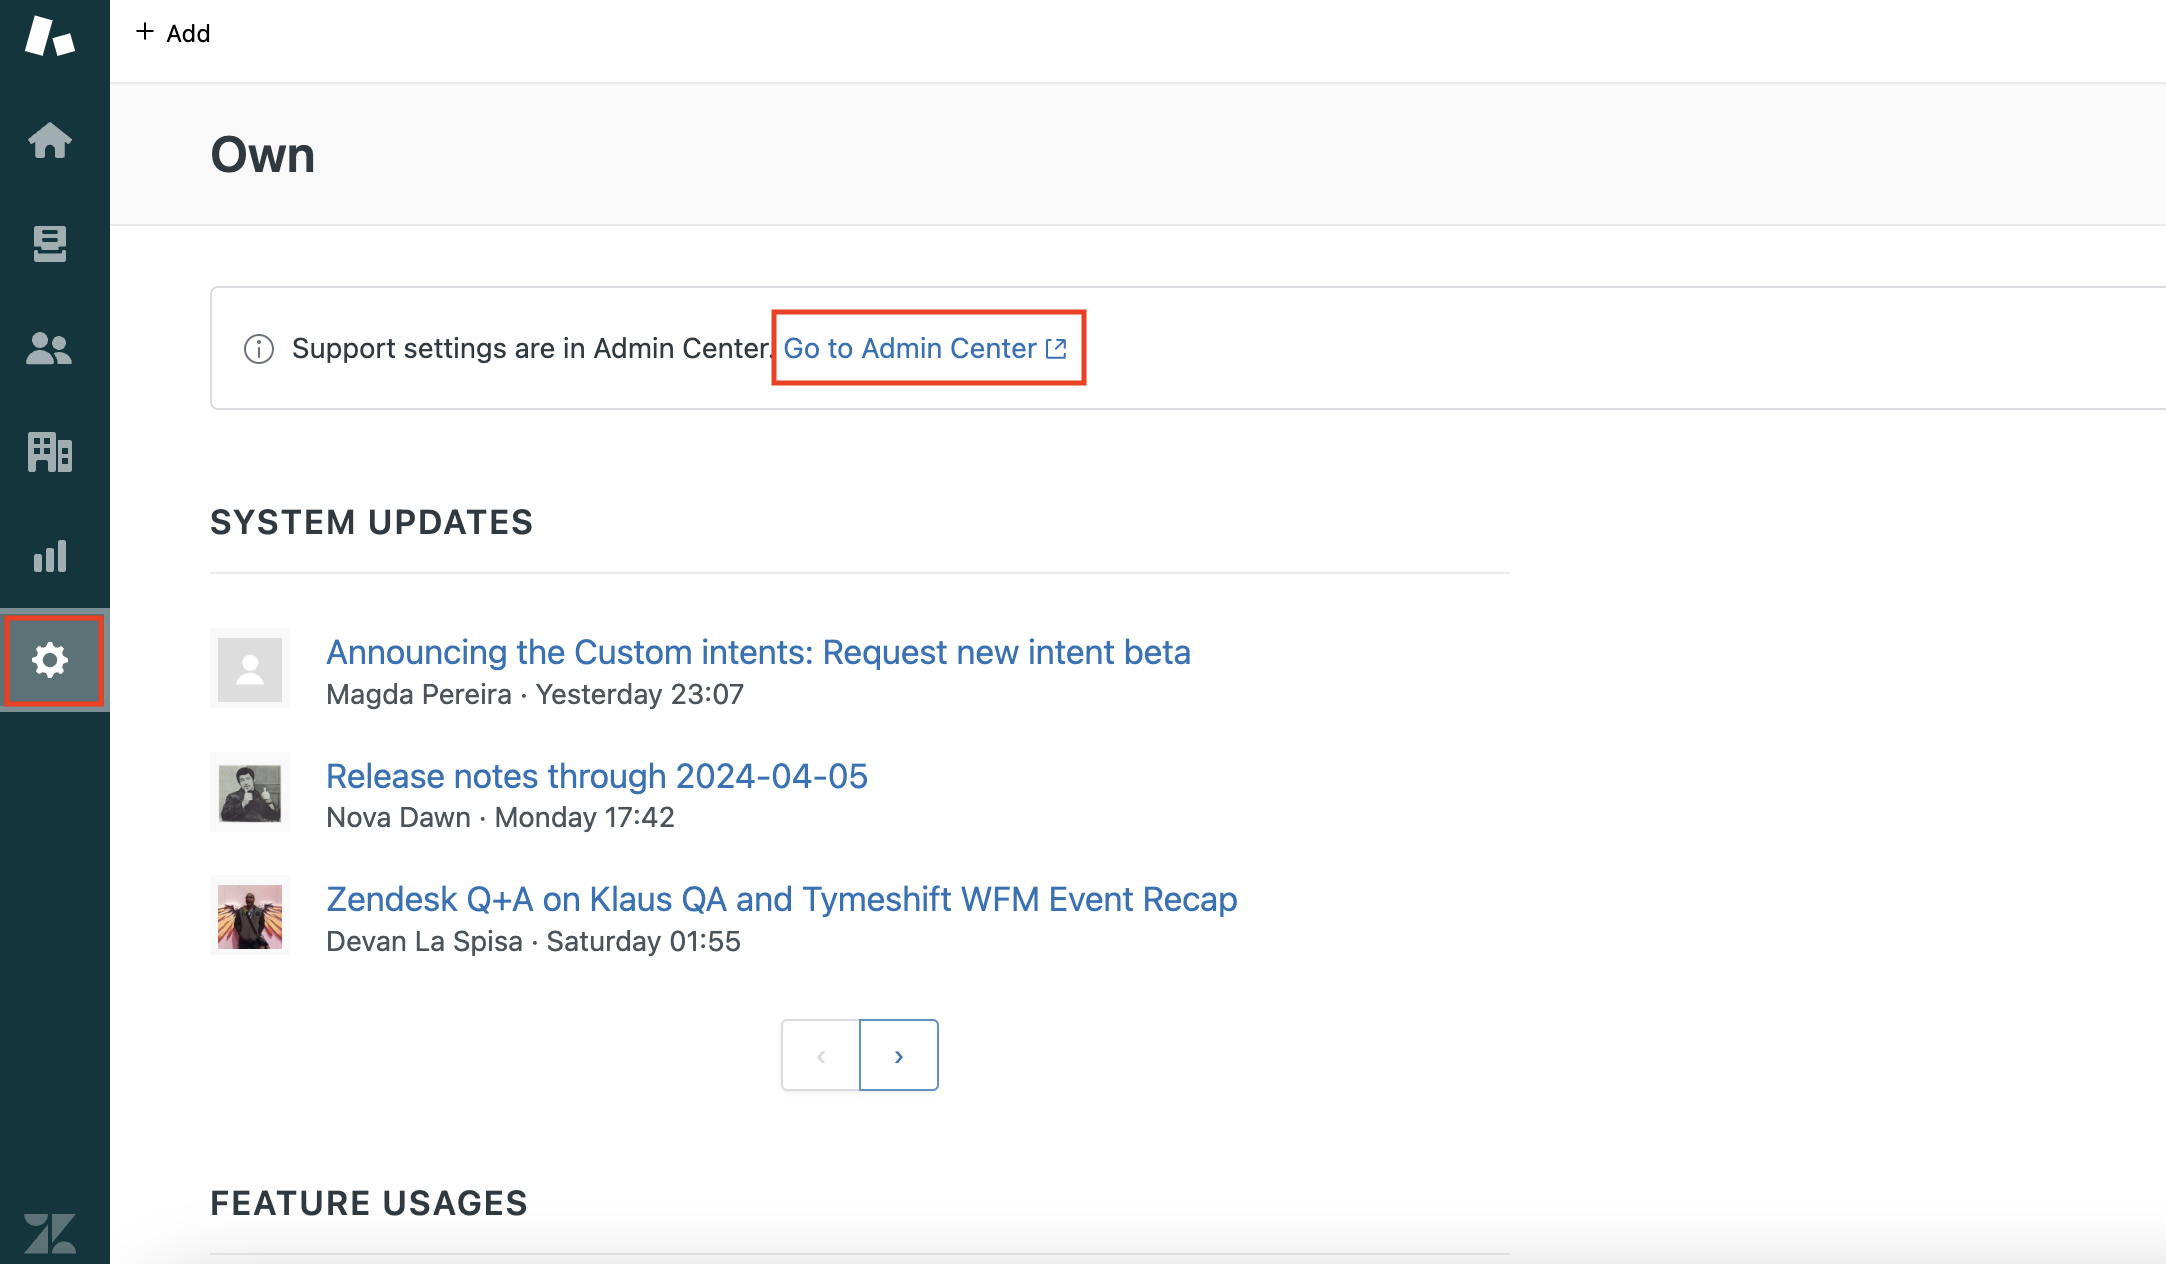 + Add
Own
Support settings are in Admin Center. Go to Admin Center
SYSTEM UPDATES
Announcing the Custom intents: Request new intent beta
Magda Pereira · Yesterday 23:07
Release notes through 2024-04-05
Nova Dawn · Monday 17:42
Zendesk Q+A on Klaus QA and Tymeshift WFM Event Recap
Devan La Spisa · Saturday 01:55
‹ ›
FEATURE USAGES